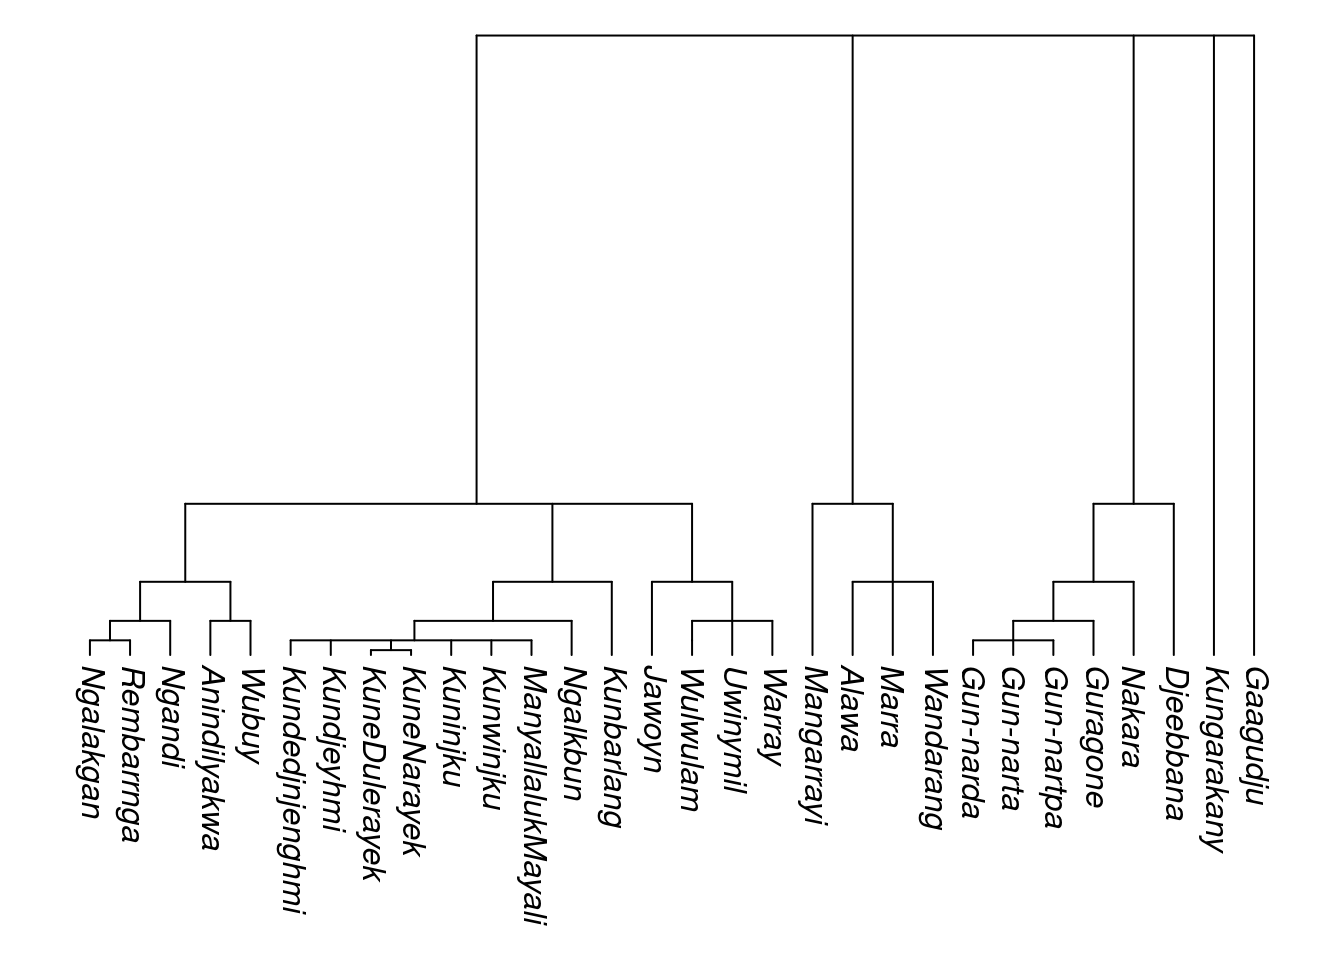 Ngalakgan
Rembarrnga
Ngandi
Anindilyakwa
Wubuy
Kundedjnjenghmi
Kundjeyhmi
KuneDulerayek
KuneNarayek
Kuninjku
Kunwinjku
ManyallalukMayali
Ngalkbun
Kunbarlang
Jawoyn
Wulwulam
Uwinymil
Warray
Mangarrayi
Alawa
Marra
Wandarang
Gun-narda
Gun-narta
Gun-nartpa
Guragone
Nakara
Djeebbana
Kungarakany
Gaagudju